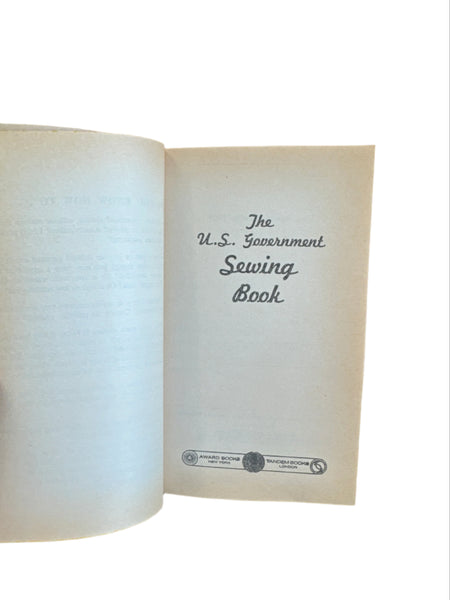 The
U.S. Government
Sewing
Book
AWARD BOOKS
NEW YORK
TANDEM BOOKS
LONDON